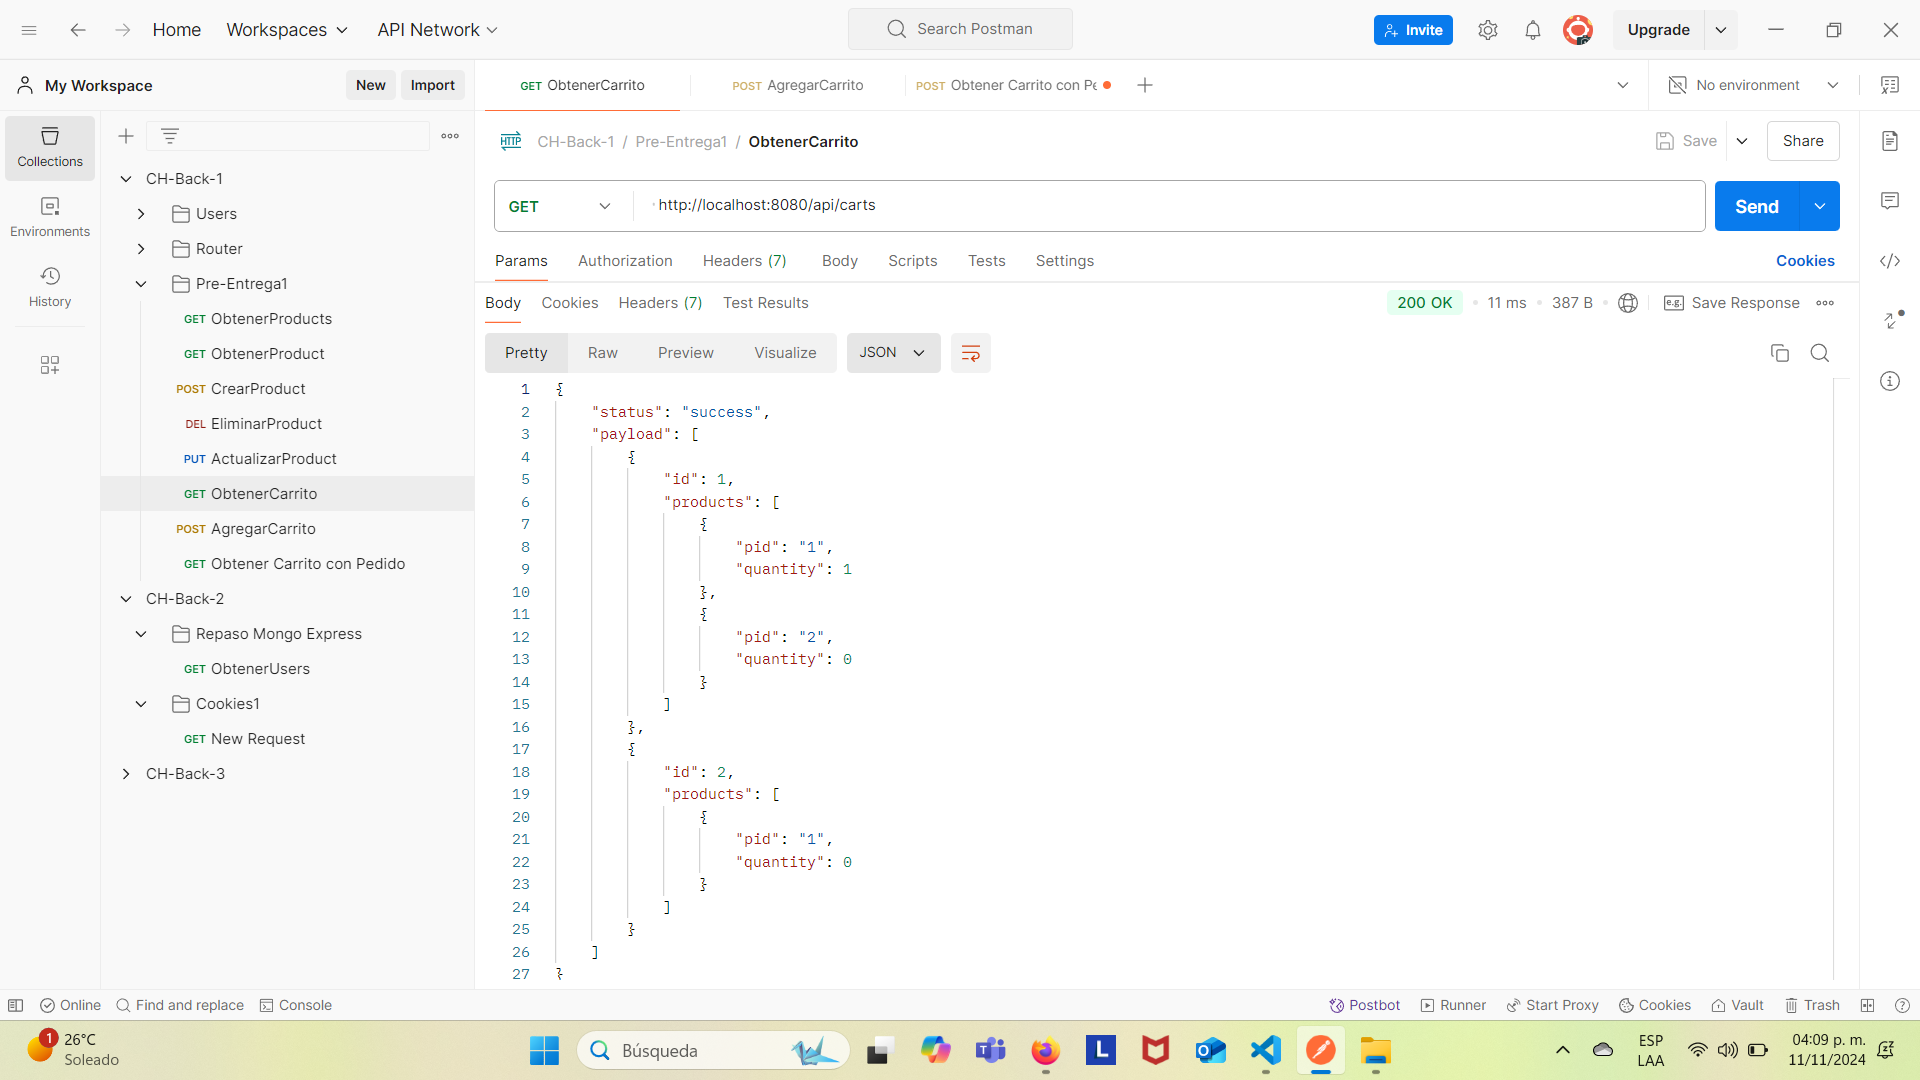 Home Workspaces API Network Search Postman Invite Upgrade
My Workspace New Import GET ObtenerCarrito POST AgregarCarrito POST Obtener Carrito con Pe No environment
Collections
Environments
History
CH-Back-1
Users
Router
Pre-Entrega1
GET ObtenerProducts
GET ObtenerProduct
POST CrearProduct
DEL EliminarProduct
PUT ActualizarProduct
GET ObtenerCarrito
POST AgregarCarrito
GET Obtener Carrito con Pedido
CH-Back-2
Repaso Mongo Express
GET ObtenerUsers
Cookies1
GET New Request
CH-Back-3
HTTP CH-Back-1 / Pre-Entrega1 / ObtenerCarrito Save Share
GET http://localhost:8080/api/carts Send
Params Authorization Headers (7) Body Scripts Tests Settings Cookies
Body Cookies Headers (7) Test Results 200 OK 11 ms 387 B e.g. Save Response
Pretty Raw Preview Visualize JSON
1 {
2 "status": "success",
3 "payload": [
4 {
5 "id": 1,
6 "products": [
7 {
8 "pid": "1",
9 "quantity": 1
10 },
11 {
12 "pid": "2",
13 "quantity": 0
14 }
15 ]
16 },
17 {
18 "id": 2,
19 "products": [
20 {
21 "pid": "1",
22 "quantity": 0
23 }
24 ]
25 }
26 ]
27 }
Online Find and replace Console Postbot Runner Start Proxy Cookies Vault Trash
1 26°C
Soleado
Búsqueda
L
ESP
LAA
04:09 p. m.
11/11/2024